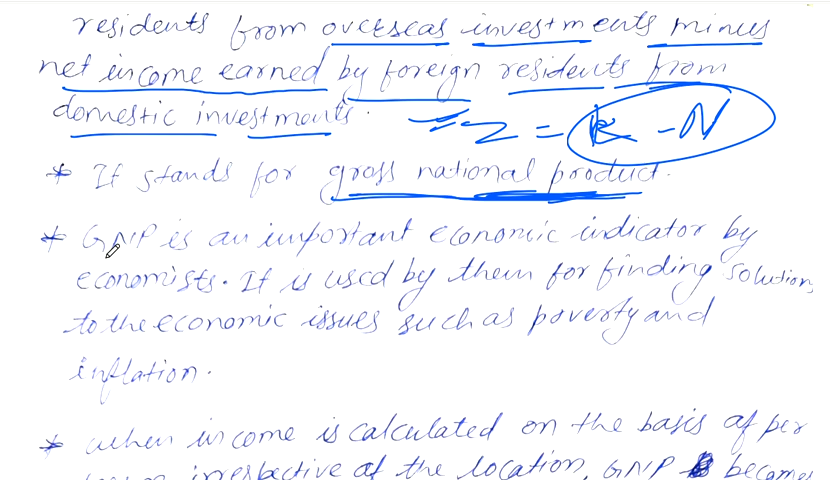 residents from overseas investments minus
net income earned by foreign residents from
domestic investments.
Z = R - N
* It stands for gross national product.
* GNP is an important economic indicator by
economists. It is used by them for finding solutions
to the economic issues such as poverty and
inflation.
* when income is calculated on the basis of per
irrespective of the location, GNP becomes